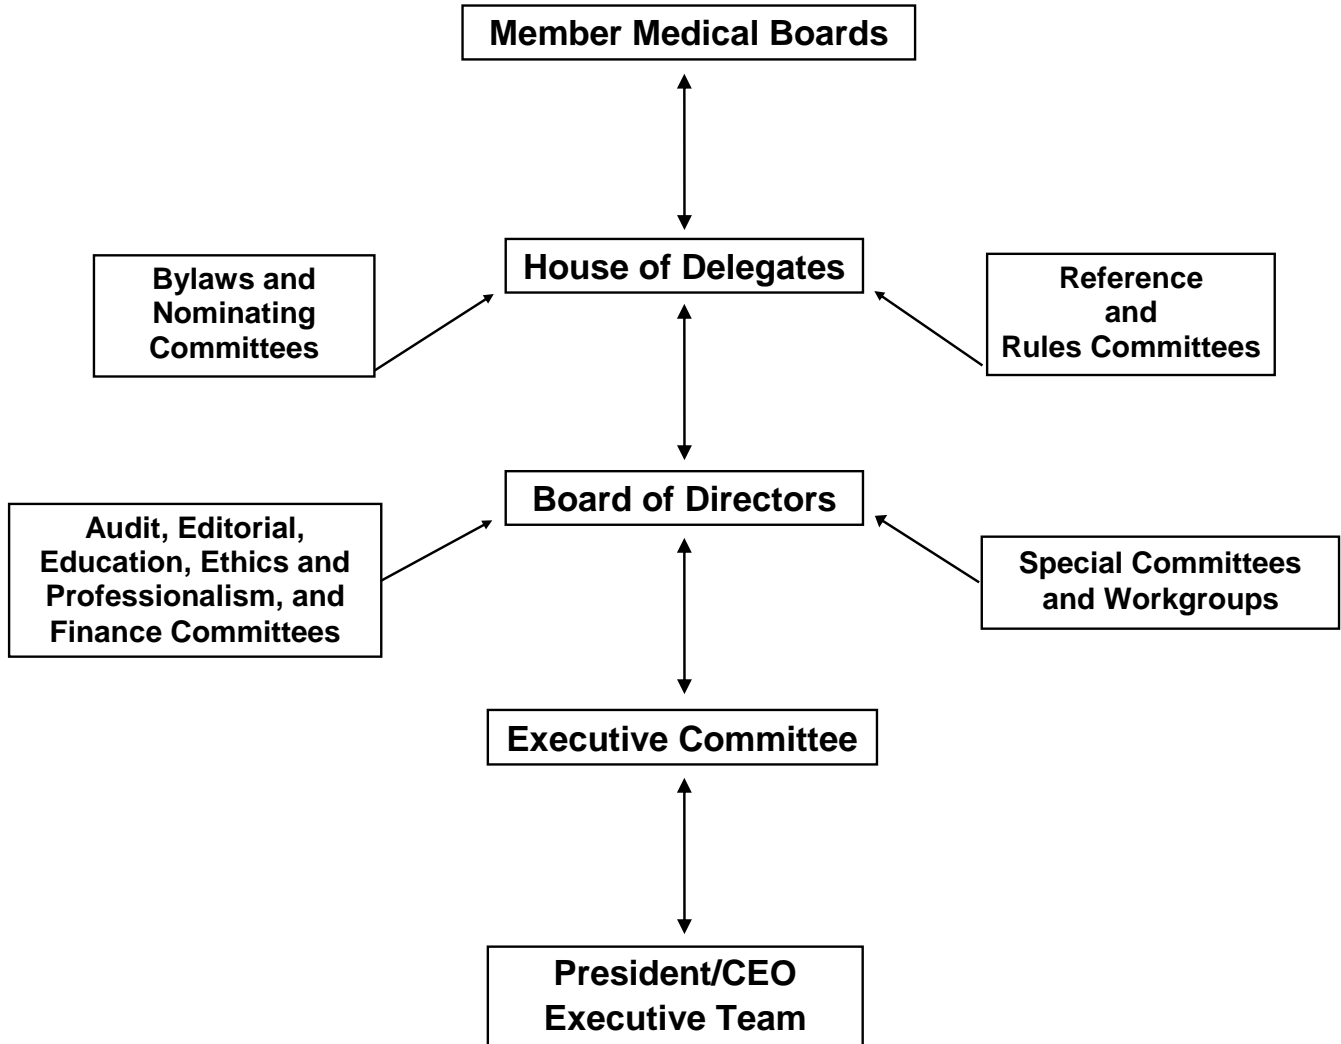 Member Medical Boards
House of Delegates
Bylaws and
Nominating
Committees
Reference
and
Rules Committees
Board of Directors
Audit, Editorial,
Education, Ethics and
Professionalism, and
Finance Committees
Special Committees
and Workgroups
Executive Committee
President/CEO
Executive Team